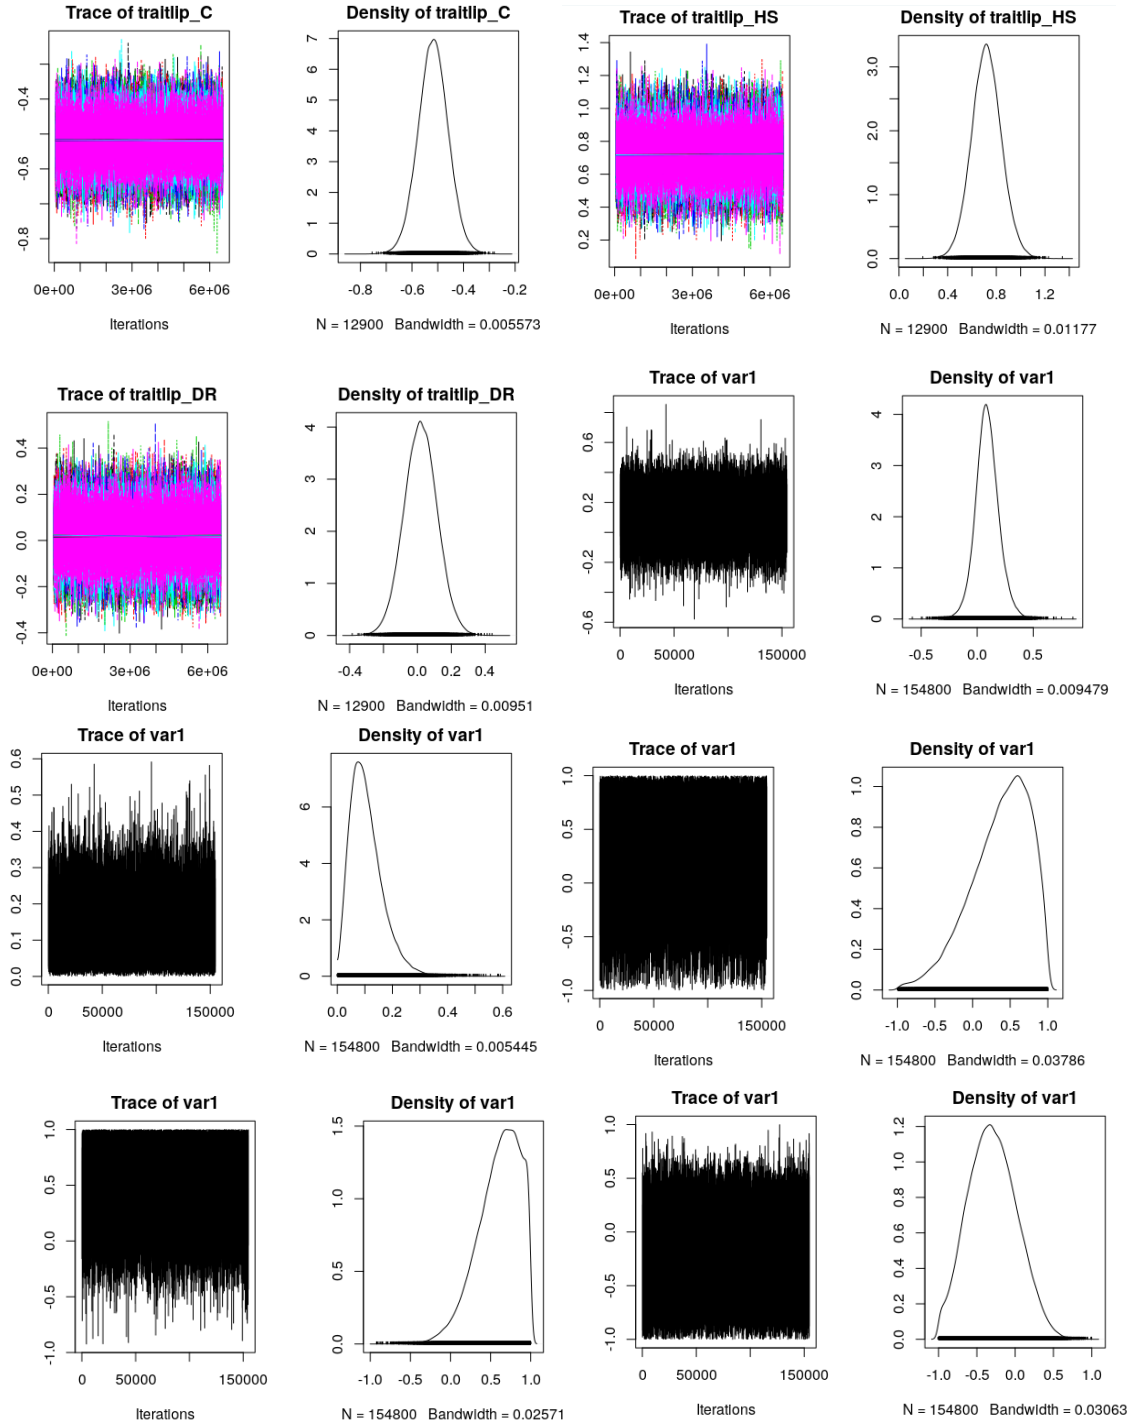 Trace of traitlip_C
-0.4
-0.6
-0.8
0e+00 3e+06 6e+06
Iterations
Density of traitlip_C
7
6
5
4
3
2
1
0
-0.8 -0.6 -0.4 -0.2
N = 12900 Bandwidth = 0.005573
Trace of traitlip_HS
1.4
1.2
1.0
0.8
0.6
0.4
0.2
0e+00 3e+06 6e+06
Iterations
Density of traitlip_HS
3.0
2.0
1.0
0.0
0.0 0.4 0.8 1.2
N = 12900 Bandwidth = 0.01177
Trace of traitlip_DR
0.4
0.2
0.0
-0.2
-0.4
0e+00 3e+06 6e+06
Iterations
Density of traitlip_DR
4
3
2
1
0
-0.4 0.0 0.2 0.4
N = 12900 Bandwidth = 0.00951
Trace of var1
0.6
0.2
-0.2
-0.6
0 50000 150000
Iterations
Density of var1
4
3
2
1
0
-0.5 0.0 0.5
N = 154800 Bandwidth = 0.009479
Trace of var1
0.6
0.5
0.4
0.3
0.2
0.1
0.0
0 50000 150000
Iterations
Density of var1
6
4
2
0
0.0 0.2 0.4 0.6
N = 154800 Bandwidth = 0.005445
Trace of var1
1.0
0.5
0.0
-0.5
-1.0
0 50000 150000
Iterations
Density of var1
1.0
0.8
0.6
0.4
0.2
0.0
-1.0 -0.5 0.0 0.5 1.0
N = 154800 Bandwidth = 0.03786
Trace of var1
1.0
0.5
0.0
-0.5
-1.0
0 50000 150000
Iterations
Density of var1
1.5
1.0
0.5
0.0
-1.0 -0.5 0.0 0.5 1.0
N = 154800 Bandwidth = 0.02571
Trace of var1
1.0
0.5
0.0
-0.5
-1.0
0 50000 150000
Iterations
Density of var1
1.2
1.0
0.8
0.6
0.4
0.2
0.0
-1.0 -0.5 0.0 0.5 1.0
N = 154800 Bandwidth = 0.03063